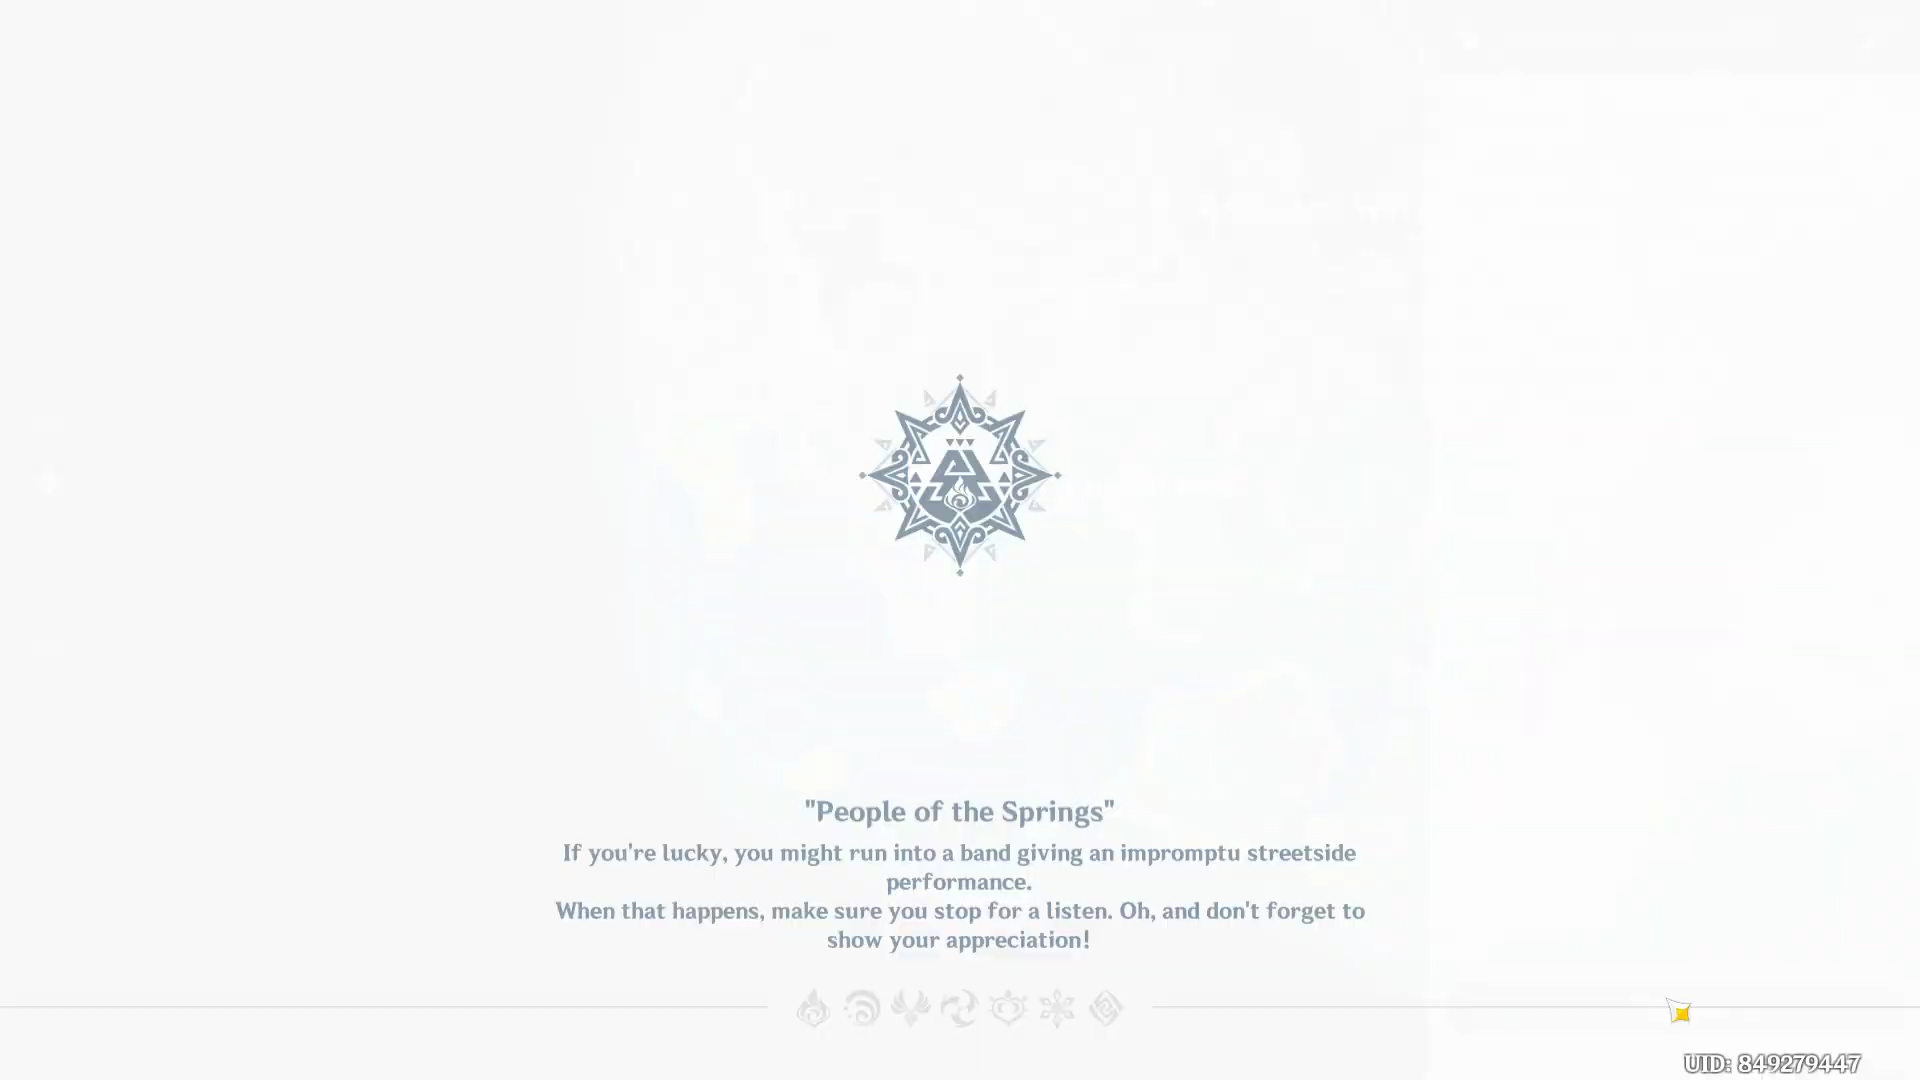 "People of the Springs"
If you're lucky, you might run into a band giving an impromptu streetside
performance.
When that happens, make sure you stop for a listen. Oh, and don't forget to
show your appreciation!
UID: 849279447